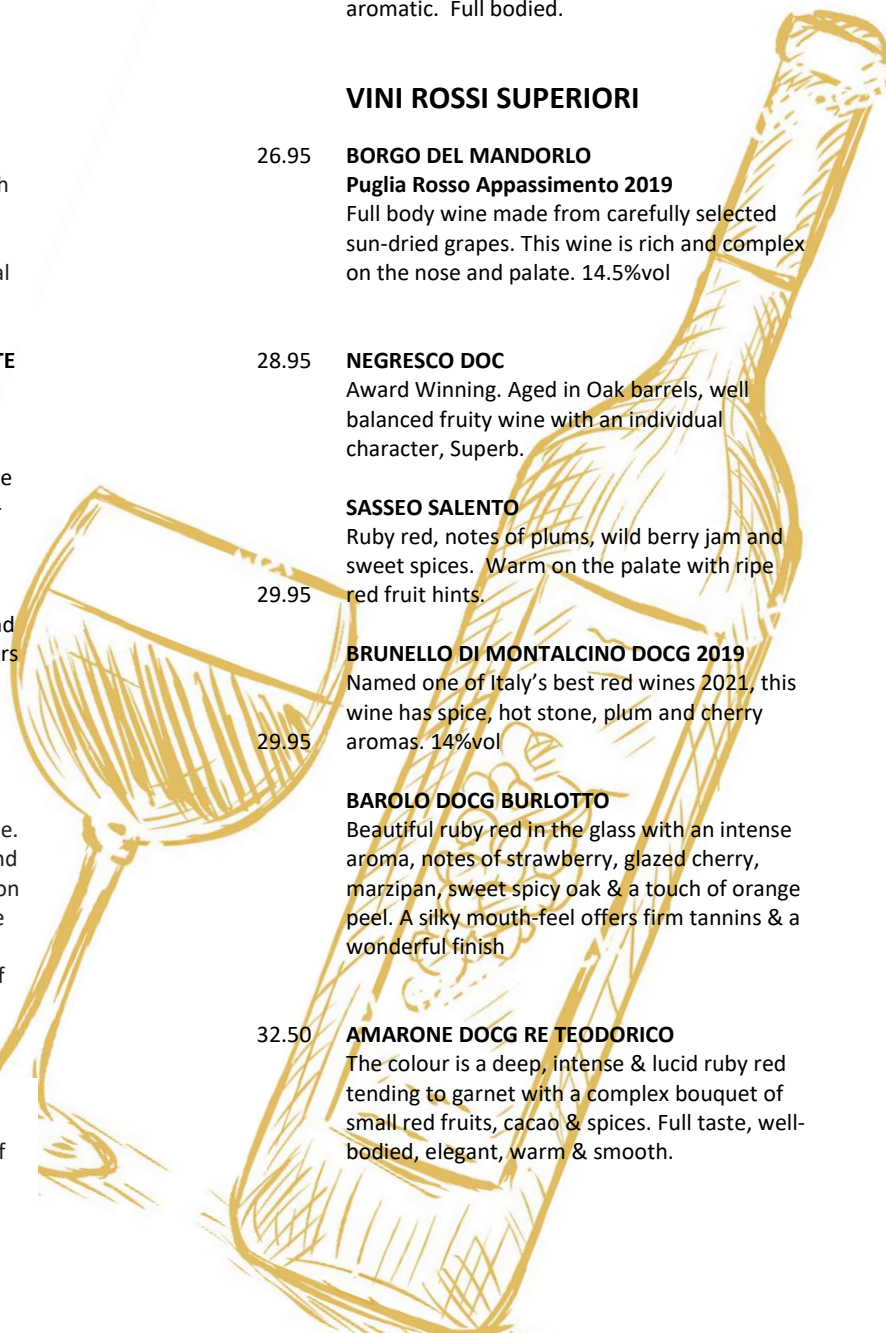 h
al
TE
e
-
nd
rs
e.
nd
on
e
f
f
aromatic. Full bodied.
VINI ROSSI SUPERIORI
26.95 BORGO DEL MANDORLO
Puglia Rosso Appassimento 2019
Full body wine made from carefully selected
sun-dried grapes. This wine is rich and complex
on the nose and palate. 14.5%vol
28.95 NEGRESCO DOC
Award Winning. Aged in Oak barrels, well
balanced fruity wine with an individual
character, Superb.
SASSEO SALENTO
Ruby red, notes of plums, wild berry jam and
sweet spices. Warm on the palate with ripe
29.95 red fruit hints.
BRUNELLO DI MONTALCINO DOCG 2019
Named one of Italy’s best red wines 2021, this
wine has spice, hot stone, plum and cherry
29.95 aromas. 14%vol
BAROLO DOCG BURLOTTO
Beautiful ruby red in the glass with an intense
aroma, notes of strawberry, glazed cherry,
marzipan, sweet spicy oak & a touch of orange
peel. A silky mouth-feel offers firm tannins & a
wonderful finish
32.50 AMARONE DOCG RE TEODORICO
The colour is a deep, intense & lucid ruby red
tending to garnet with a complex bouquet of
small red fruits, cacao & spices. Full taste, well-
bodied, elegant, warm & smooth.